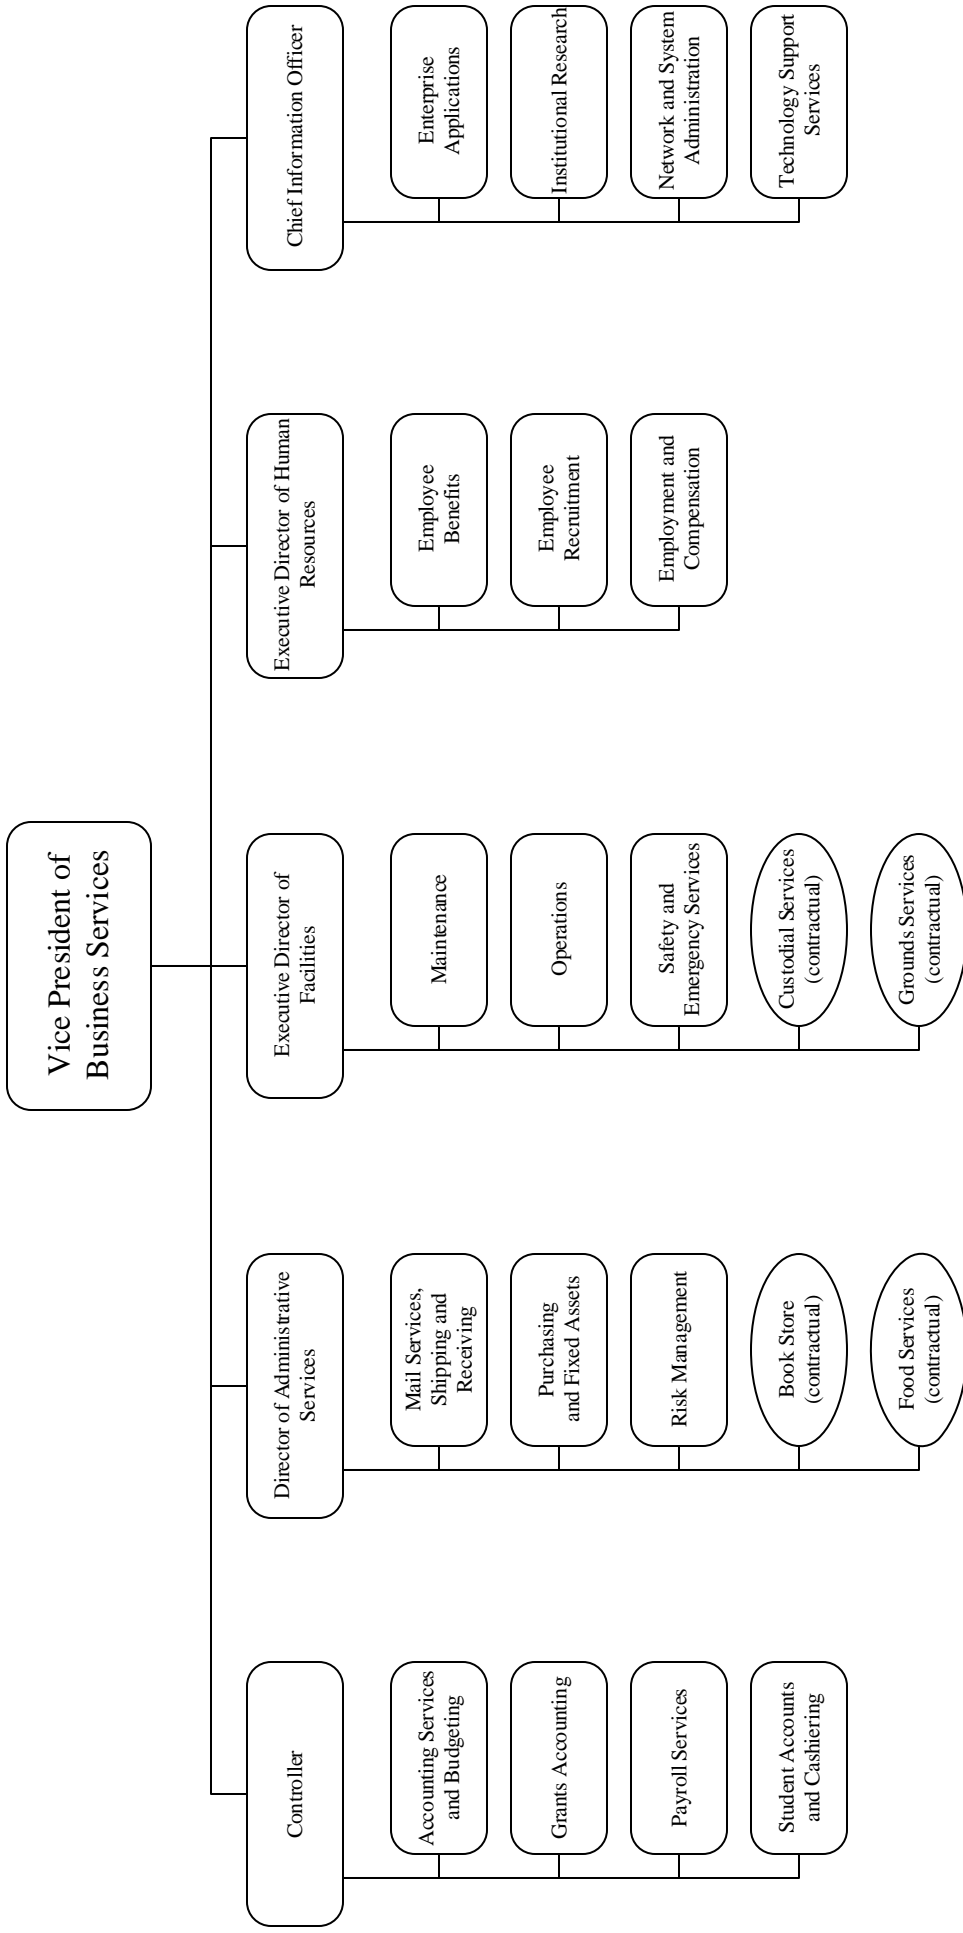 Vice President of
Business Services
Controller
Accounting Services
and Budgeting
Grants Accounting
Payroll Services
Student Accounts
and Cashiering
Director of Administrative
Services
Mail Services,
Shipping and
Receiving
Purchasing
and Fixed Assets
Risk Management
Book Store
(contractual)
Food Services
(contractual)
Executive Director of
Facilities
Maintenance
Operations
Safety and
Emergency Services
Custodial Services
(contractual)
Grounds Services
(contractual)
Executive Director of Human
Resources
Employee
Benefits
Employee
Recruitment
Employment and
Compensation
Chief Information Officer
Enterprise
Applications
Institutional Research
Network and System
Administration
Technology Support
Services